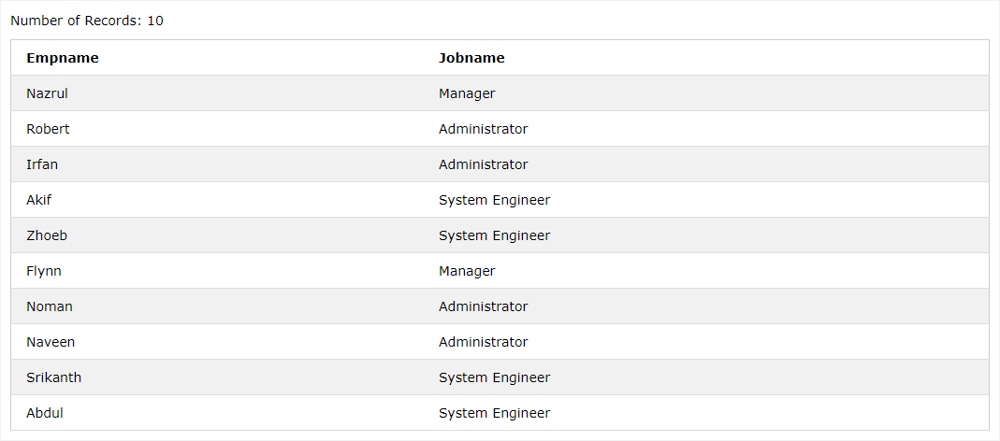 Number of Records: 10
Empname Jobname
Nazrul Manager
Robert Administrator
Irfan Administrator
Akif System Engineer
Zhoeb System Engineer
Flynn Manager
Noman Administrator
Naveen Administrator
Srikanth System Engineer
Abdul System Engineer